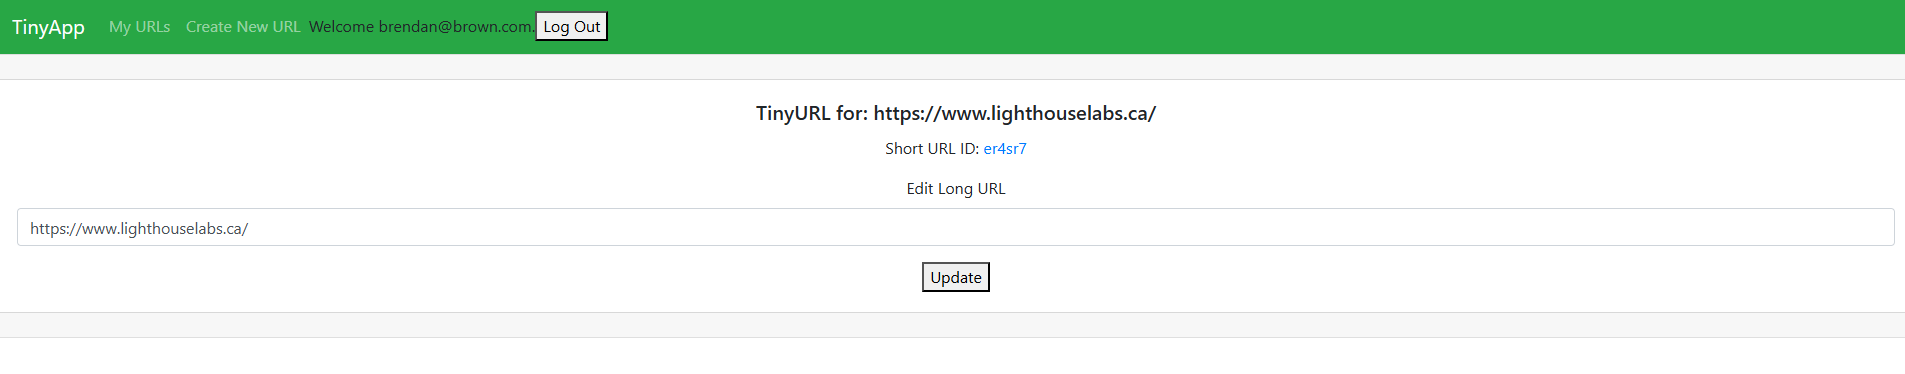 TinyApp My URLs Create New URL Welcome brendan@brown.com. Log Out
TinyURL for: https://www.lighthouselabs.ca/
Short URL ID: er4sr7
Edit Long URL
https://www.lighthouselabs.ca/
Update